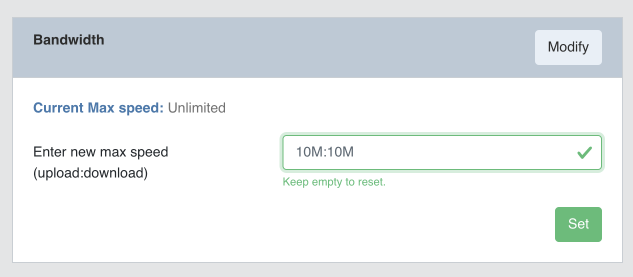 Bandwidth
Modify
Current Max speed: Unlimited
Enter new max speed
(upload:download)
10M:10M
Keep empty to reset.
Set